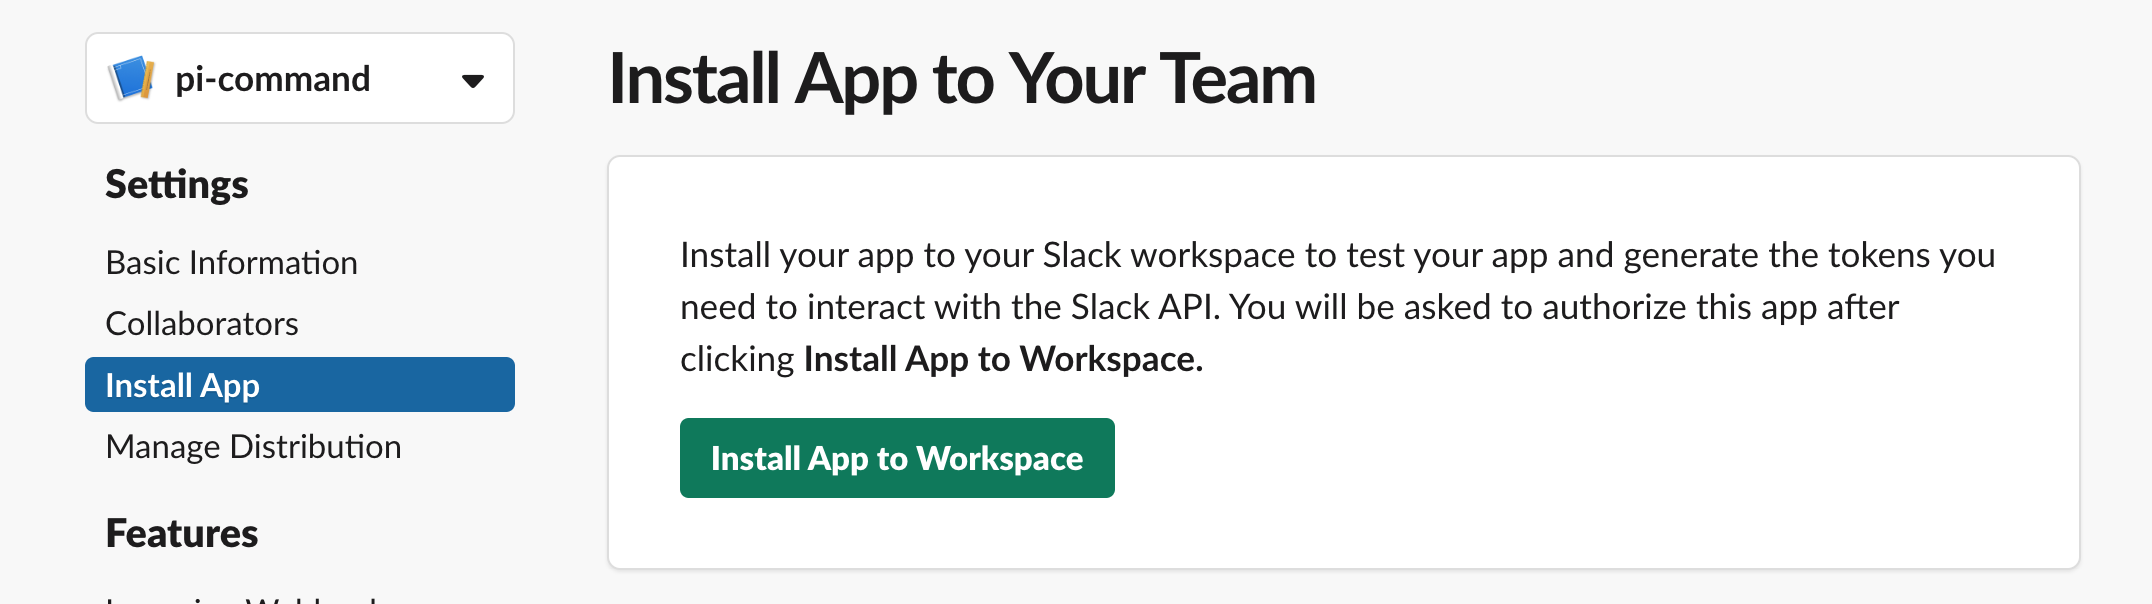 pi-command
Settings
Basic Information
Collaborators
Install App
Manage Distribution
Features
Install App to Your Team
Install your app to your Slack workspace to test your app and generate the tokens you
need to interact with the Slack API. You will be asked to authorize this app after
clicking Install App to Workspace.
Install App to Workspace